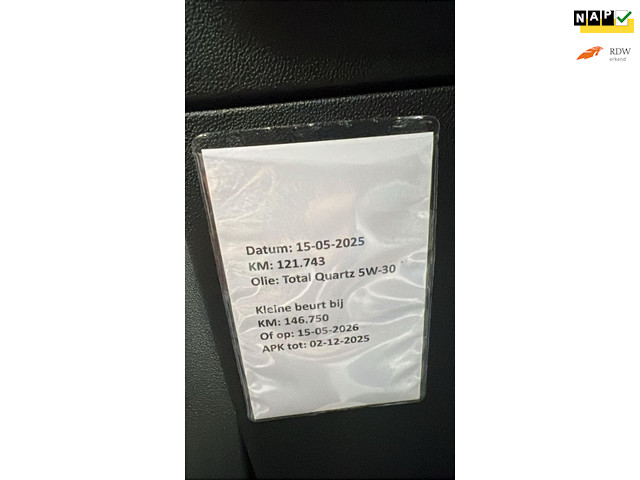 NAP
RDW
erkend
Datum: 15-05-2025
KM: 121.743
Olie: Total Quartz 5W-30
Kleine beurt bij
KM: 146.750
Of op: 15-05-2026
APK tot: 02-12-2025